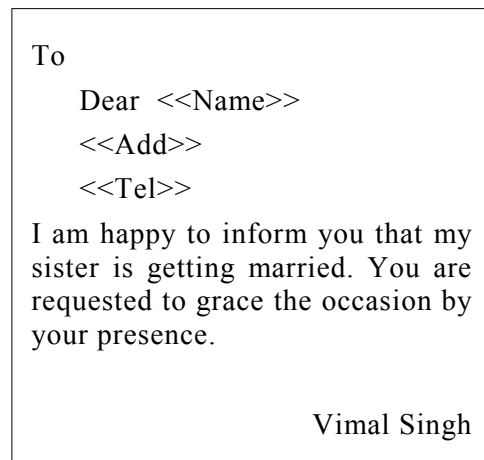 To
Dear <<Name>>
<<Add>>
<<Tel>>
I am happy to inform you that my
sister is getting married. You are
requested to grace the occasion by
your presence.
Vimal Singh